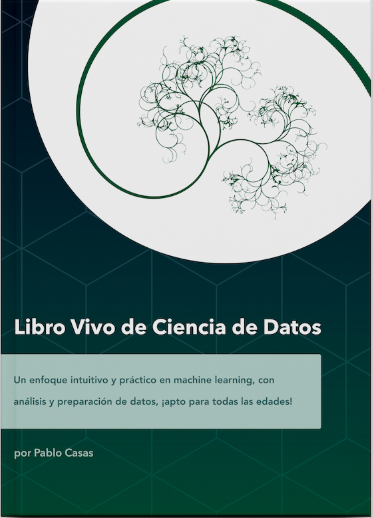 Libro Vivo de Ciencia de Datos
Un enfoque intuitivo y práctico en machine learning, con
análisis y preparación de datos, ¡apto para todas las edades!
por Pablo Casas